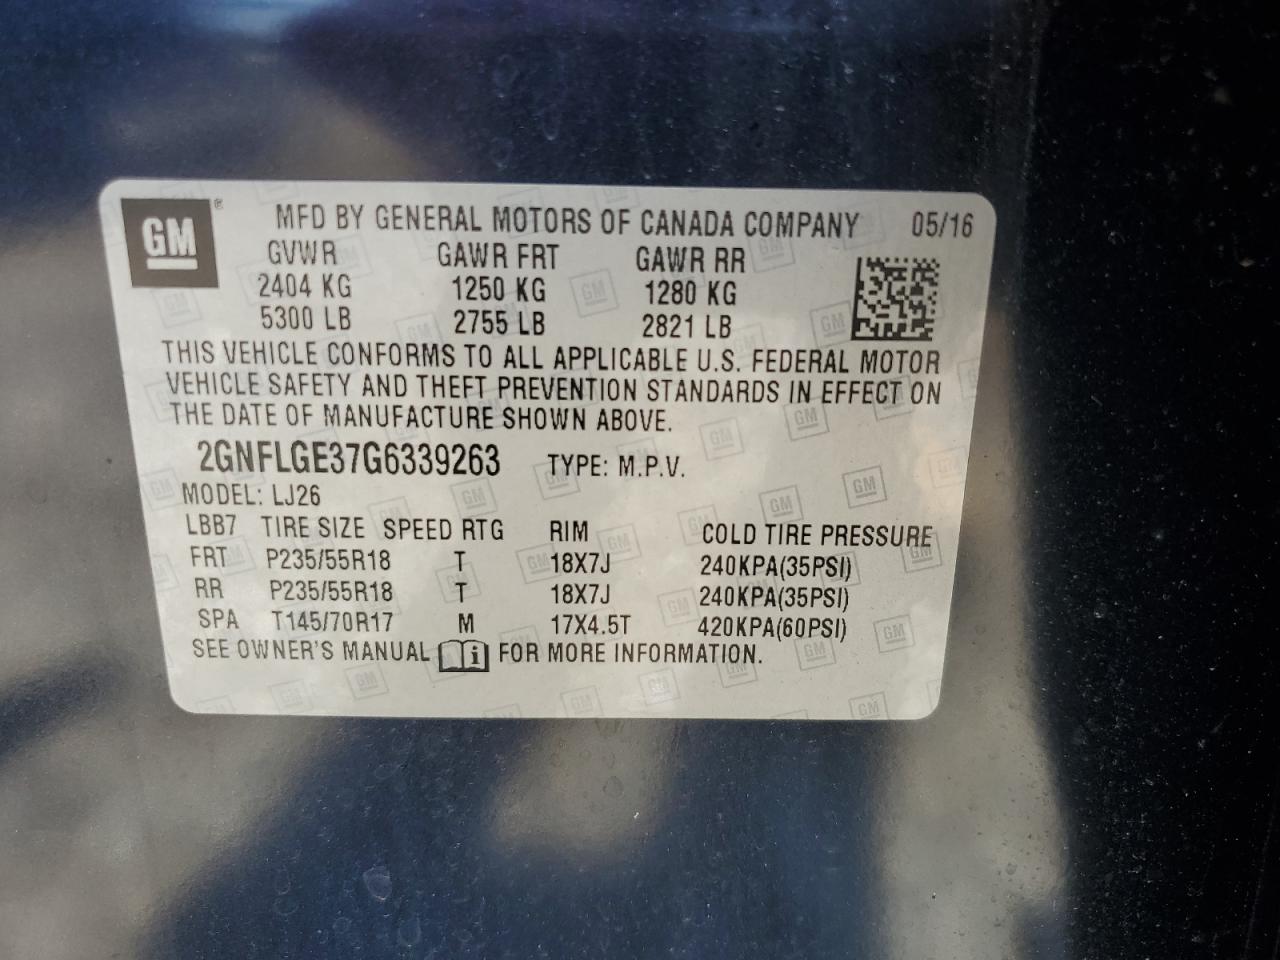 GM ® MFD BY GENERAL MOTORS OF CANADA COMPANY 05/16
GVWR GAWR FRT GAWR RR
2404 KG 1250 KG 1280 KG
5300 LB 2755 LB 2821 LB
THIS VEHICLE CONFORMS TO ALL APPLICABLE U.S. FEDERAL MOTOR
VEHICLE SAFETY AND THEFT PREVENTION STANDARDS IN EFFECT ON
THE DATE OF MANUFACTURE SHOWN ABOVE.
2GNFLGE37G6339263 TYPE: M.P.V.
MODEL: LJ26
LBB7 TIRE SIZE SPEED RTG RIM COLD TIRE PRESSURE
FRT P235/55R18 T 18X7J 240KPA(35PSI)
RR P235/55R18 T 18X7J 240KPA(35PSI)
SPA T145/70R17 M 17X4.5T 420KPA(60PSI)
SEE OWNER'S MANUAL i FOR MORE INFORMATION.